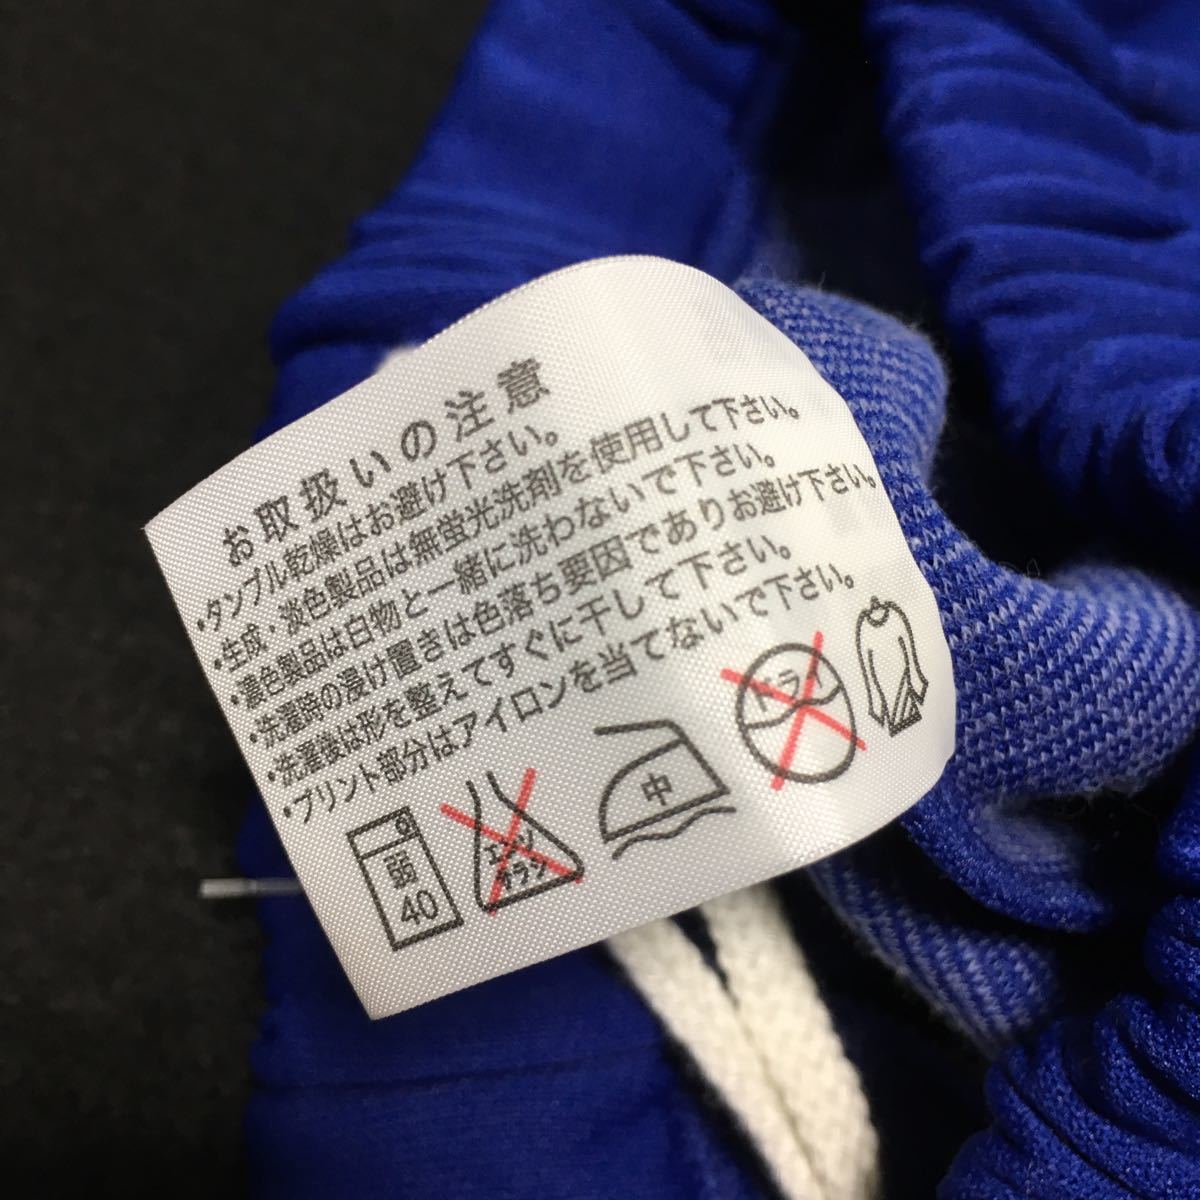 お取扱いの注意
・タンブル乾燥はお避け下さい。
・生成・淡色製品は無蛍光洗剤を使用して下さい。
・濃色製品は白物と一緒に洗わないで下さい。
・洗濯時の浸け置きは色落ち要因でありお避け下さい。
・洗濯後は形を整えてすぐに干して下さい。
・プリント部分はアイロンを当てないで下さい。
弱
40
エンソ
サラシ
中
ドライ